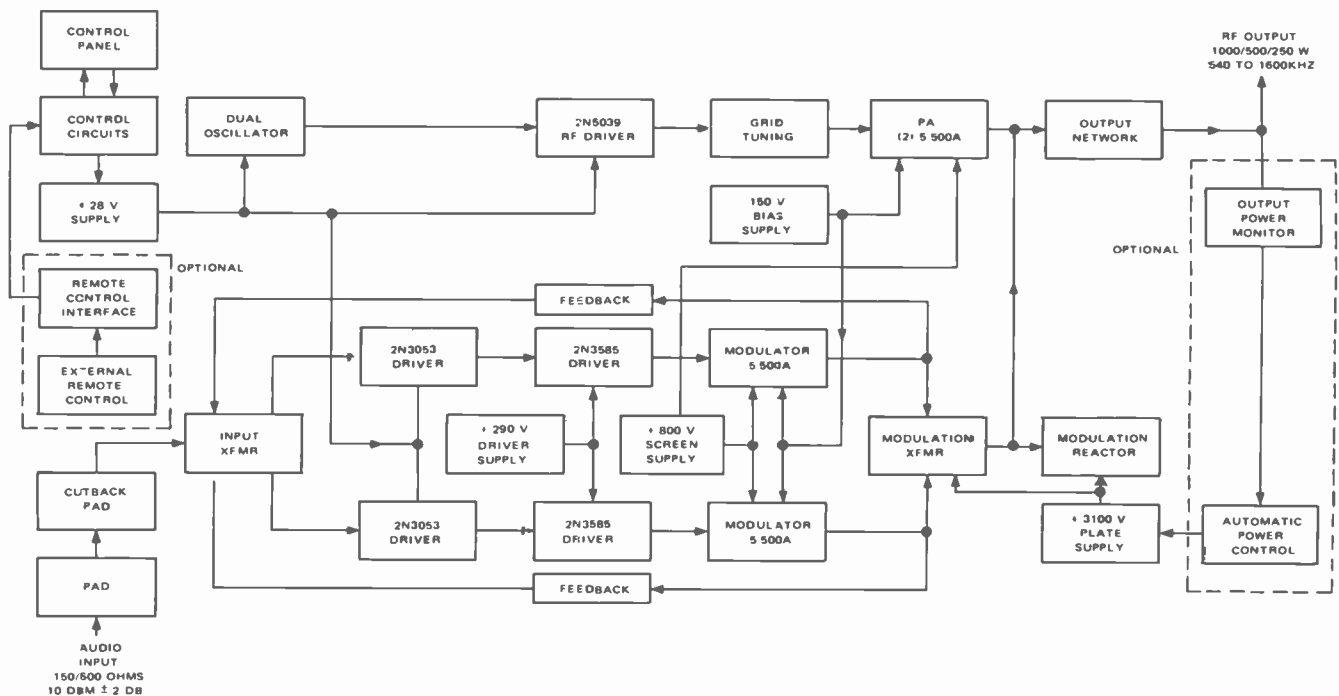 CONTROL
PANEL
CONTROL
CIRCUITS
+ 28 V
SUPPLY
OPTIONAL
REMOTE
CONTROL
INTERFACE
EXTERNAL
REMOTE
CONTROL
CUTBACK
PAD
PAD
AUDIO
INPUT
150/600 OHMS
10 DBM ± 2 DB
DUAL
OSCILLATOR
2N5039
RF DRIVER
GRID
TUNING
PA
(2) 5 500A
OUTPUT
NETWORK
RF OUTPUT
1000/500/250 W
540 TO 1600KHZ
150 V
BIAS
SUPPLY
FEEDBACK
INPUT
XFMR
2N3053
DRIVER
2N3585
DRIVER
MODULATOR
5 500A
+ 290 V
DRIVER
SUPPLY
+ 800 V
SCREEN
SUPPLY
MODULATION
XFMR
MODULATION
REACTOR
2N3053
DRIVER
2N3585
DRIVER
MODULATOR
5 500A
FEEDBACK
+ 3100 V
PLATE
SUPPLY
OPTIONAL
OUTPUT
POWER
MONITOR
AUTOMATIC
POWER
CONTROL